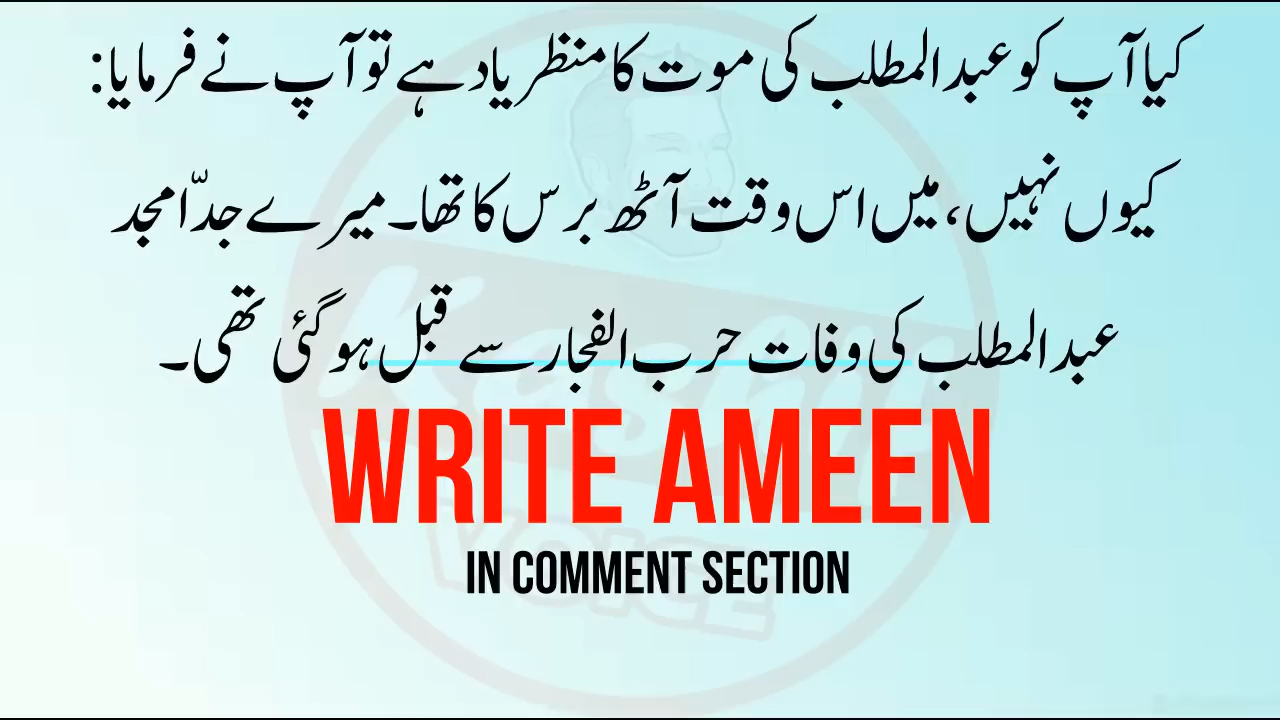 کیا آپ کو عبدالمطلب کی موت کا منظر یاد ہے تو آپ نے فرمایا:
کیوں نہیں، میں اس وقت آٹھ برس کا تھا۔ میرے جدّ امجد
عبدالمطلب کی وفات حرب الفجار سے قبل ہو گئی تھی۔
WRITE AMEEN
IN COMMENT SECTION
VOICE